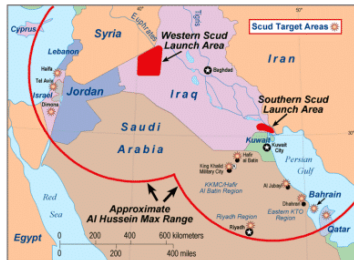 Scud Target Areas
Cyprus
Syria
Euphrates
Tigris
Western Scud
Launch Area
Iran
Lebanon
Haifa
Tel Aviv
Israel
Dimona
Jordan
Baghdad
Iraq
Southern Scud
Launch Area
Saudi
Arabia
Kuwait
Kuwait
City
Hafir
al Batin
King Khalid
Military City
KKMC/Hafir
Al Batin Region
Persian
Gulf
Al Jubayl
Bahrain
Dhahran
Eastern KTO
Region
Qatar
Approximate
Al Hussein Max Range
Riyadh Region
Riyadh
Red
Sea
Egypt
0 200 400 600 kilometers
0 200 400 miles